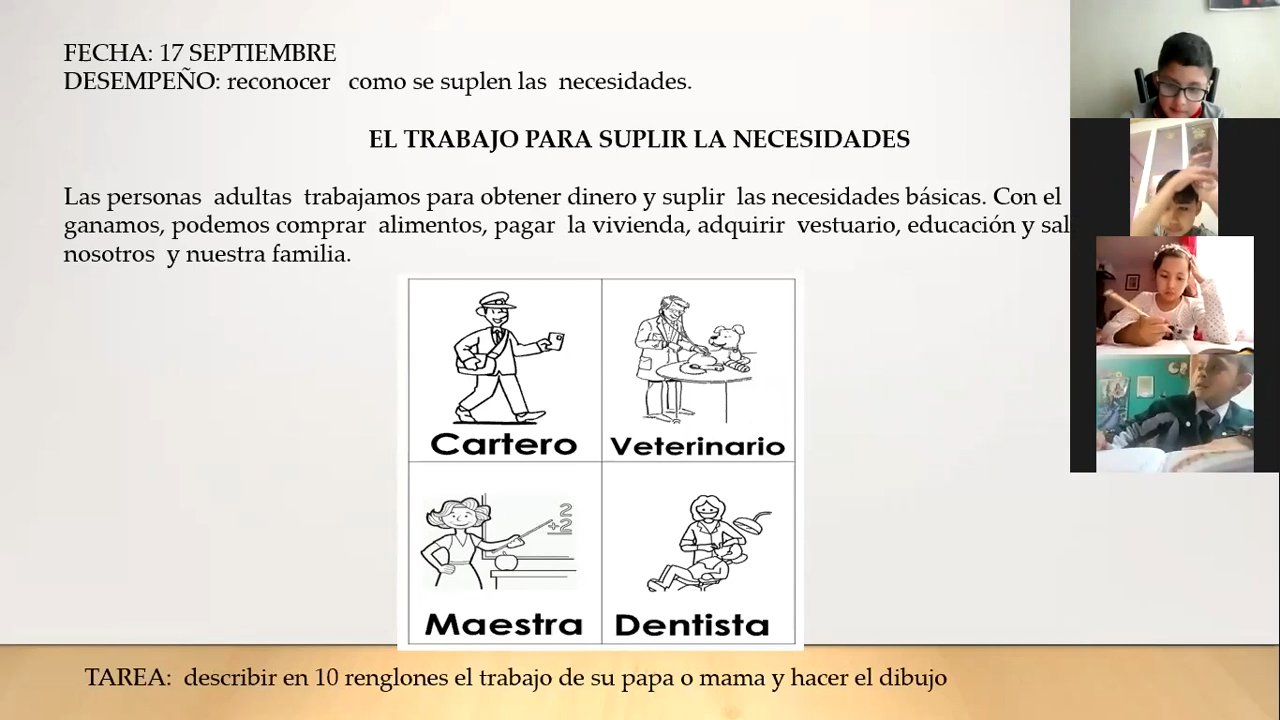 FECHA: 17 SEPTIEMBRE
DESEMPEÑO: reconocer como se suplen las necesidades.
EL TRABAJO PARA SUPLIR LA NECESIDADES
Las personas adultas trabajamos para obtener dinero y suplir las necesidades básicas. Con el
ganamos, podemos comprar alimentos, pagar la vivienda, adquirir vestuario, educación y sal
nosotros y nuestra familia.
Cartero
Veterinario
2
+2
Maestra
Dentista
TAREA: describir en 10 renglones el trabajo de su papa o mama y hacer el dibujo